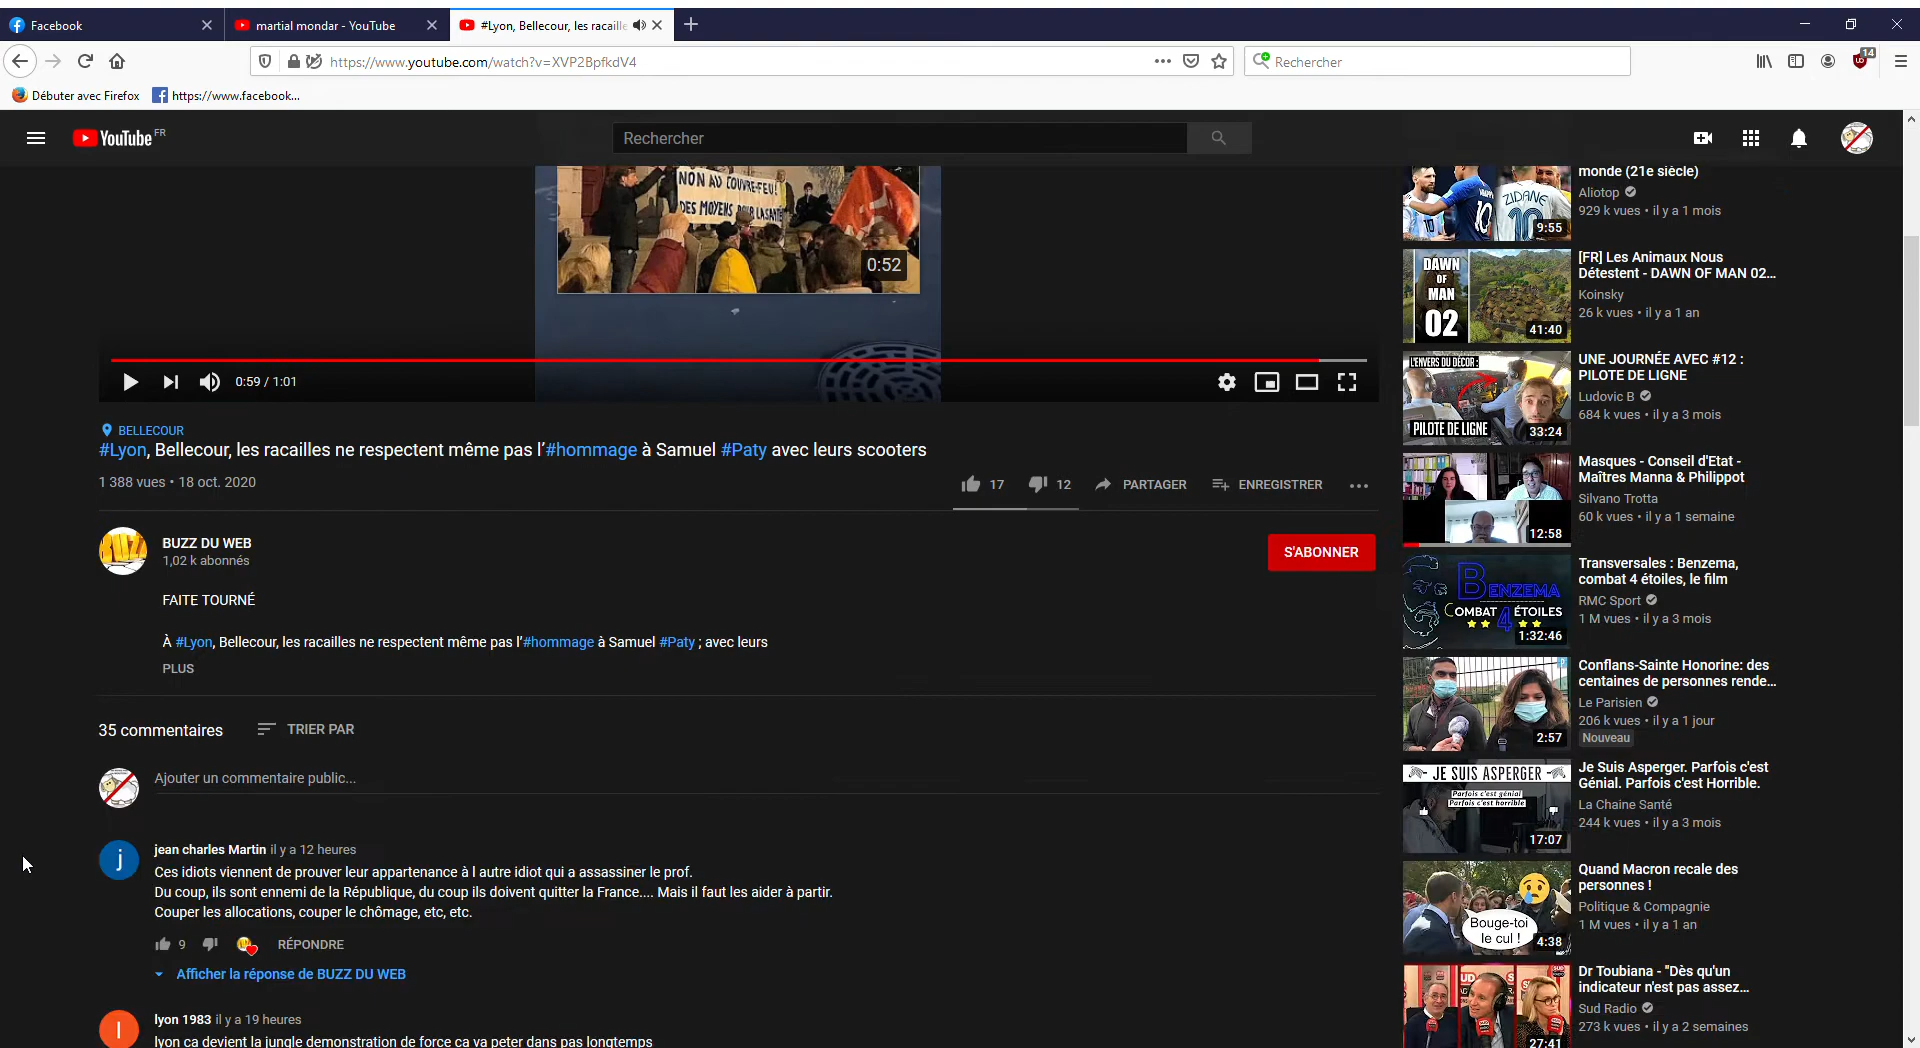 Facebook
martial mondar - YouTube
#Lyon, Bellecour, les racaille
https://www.youtube.com/watch?v=XVP2BpfkdV4
Rechercher
14
Débuter avec Firefox
https://www.facebook...
YouTube FR
Rechercher
NON AU COUVRE-FEU!
DES MOYENS POUR LA SANTÉ
0:52
0:59 / 1:01
BELLECOUR
#Lyon, Bellecour, les racailles ne respectent même pas l'#hommage à Samuel #Paty avec leurs scooters
1 388 vues • 18 oct. 2020
17
12
PARTAGER
ENREGISTRER
BUZZ DU WEB
1,02 k abonnés
S'ABONNER
FAITE TOURNÉ
À #Lyon, Bellecour, les racailles ne respectent même pas l'#hommage à Samuel #Paty ; avec leurs
PLUS
35 commentaires
TRIER PAR
Ajouter un commentaire public...
j
jean charles Martin il y a 12 heures
Ces idiots viennent de prouver leur appartenance à l autre idiot qui a assassiner le prof.
Du coup, ils sont ennemi de la République, du coup ils doivent quitter la France.... Mais il faut les aider à partir.
Couper les allocations, couper le chômage, etc, etc.
9
RÉPONDRE
Afficher la réponse de BUZZ DU WEB
l
lyon 1983 il y a 19 heures
lyon ca devient la jungle demonstration de force ca va peter dans pas longtemps
10
10
ZIDANE
10
9:55
monde (21e siècle)
Aliotop
929 k vues • il y a 1 mois
DAWN
OF
MAN
02
41:40
[FR] Les Animaux Nous
Détestent - DAWN OF MAN 02...
Koinsky
26 k vues • il y a 1 an
L'ENVERS DU DÉCOR :
PILOTE DE LIGNE
33:24
UNE JOURNÉE AVEC #12 :
PILOTE DE LIGNE
Ludovic B
684 k vues • il y a 3 mois
12:58
Masques - Conseil d'Etat -
Maîtres Manna & Philippot
Silvano Trotta
60 k vues • il y a 1 semaine
BENZEMA
COMBAT 4 ÉTOILES
1:32:46
Transversales : Benzema,
combat 4 étoiles, le film
RMC Sport
1 M vues • il y a 3 mois
2:57
Conflans-Sainte Honorine: des
centaines de personnes rende...
Le Parisien
206 k vues • il y a 1 jour
Nouveau
JE SUIS ASPERGER
Parfois c'est génial
Parfois c'est horrible
17:07
Je Suis Asperger. Parfois c'est
Génial. Parfois c'est Horrible.
La Chaine Santé
244 k vues • il y a 3 mois
Bouge-toi
le cul !
4:38
Quand Macron recale des
personnes !
Politique & Compagnie
1 M vues • il y a 1 an
27:41
Dr Toubiana - "Dès qu'un
indicateur n'est pas assez...
Sud Radio
273 k vues • il y a 2 semaines